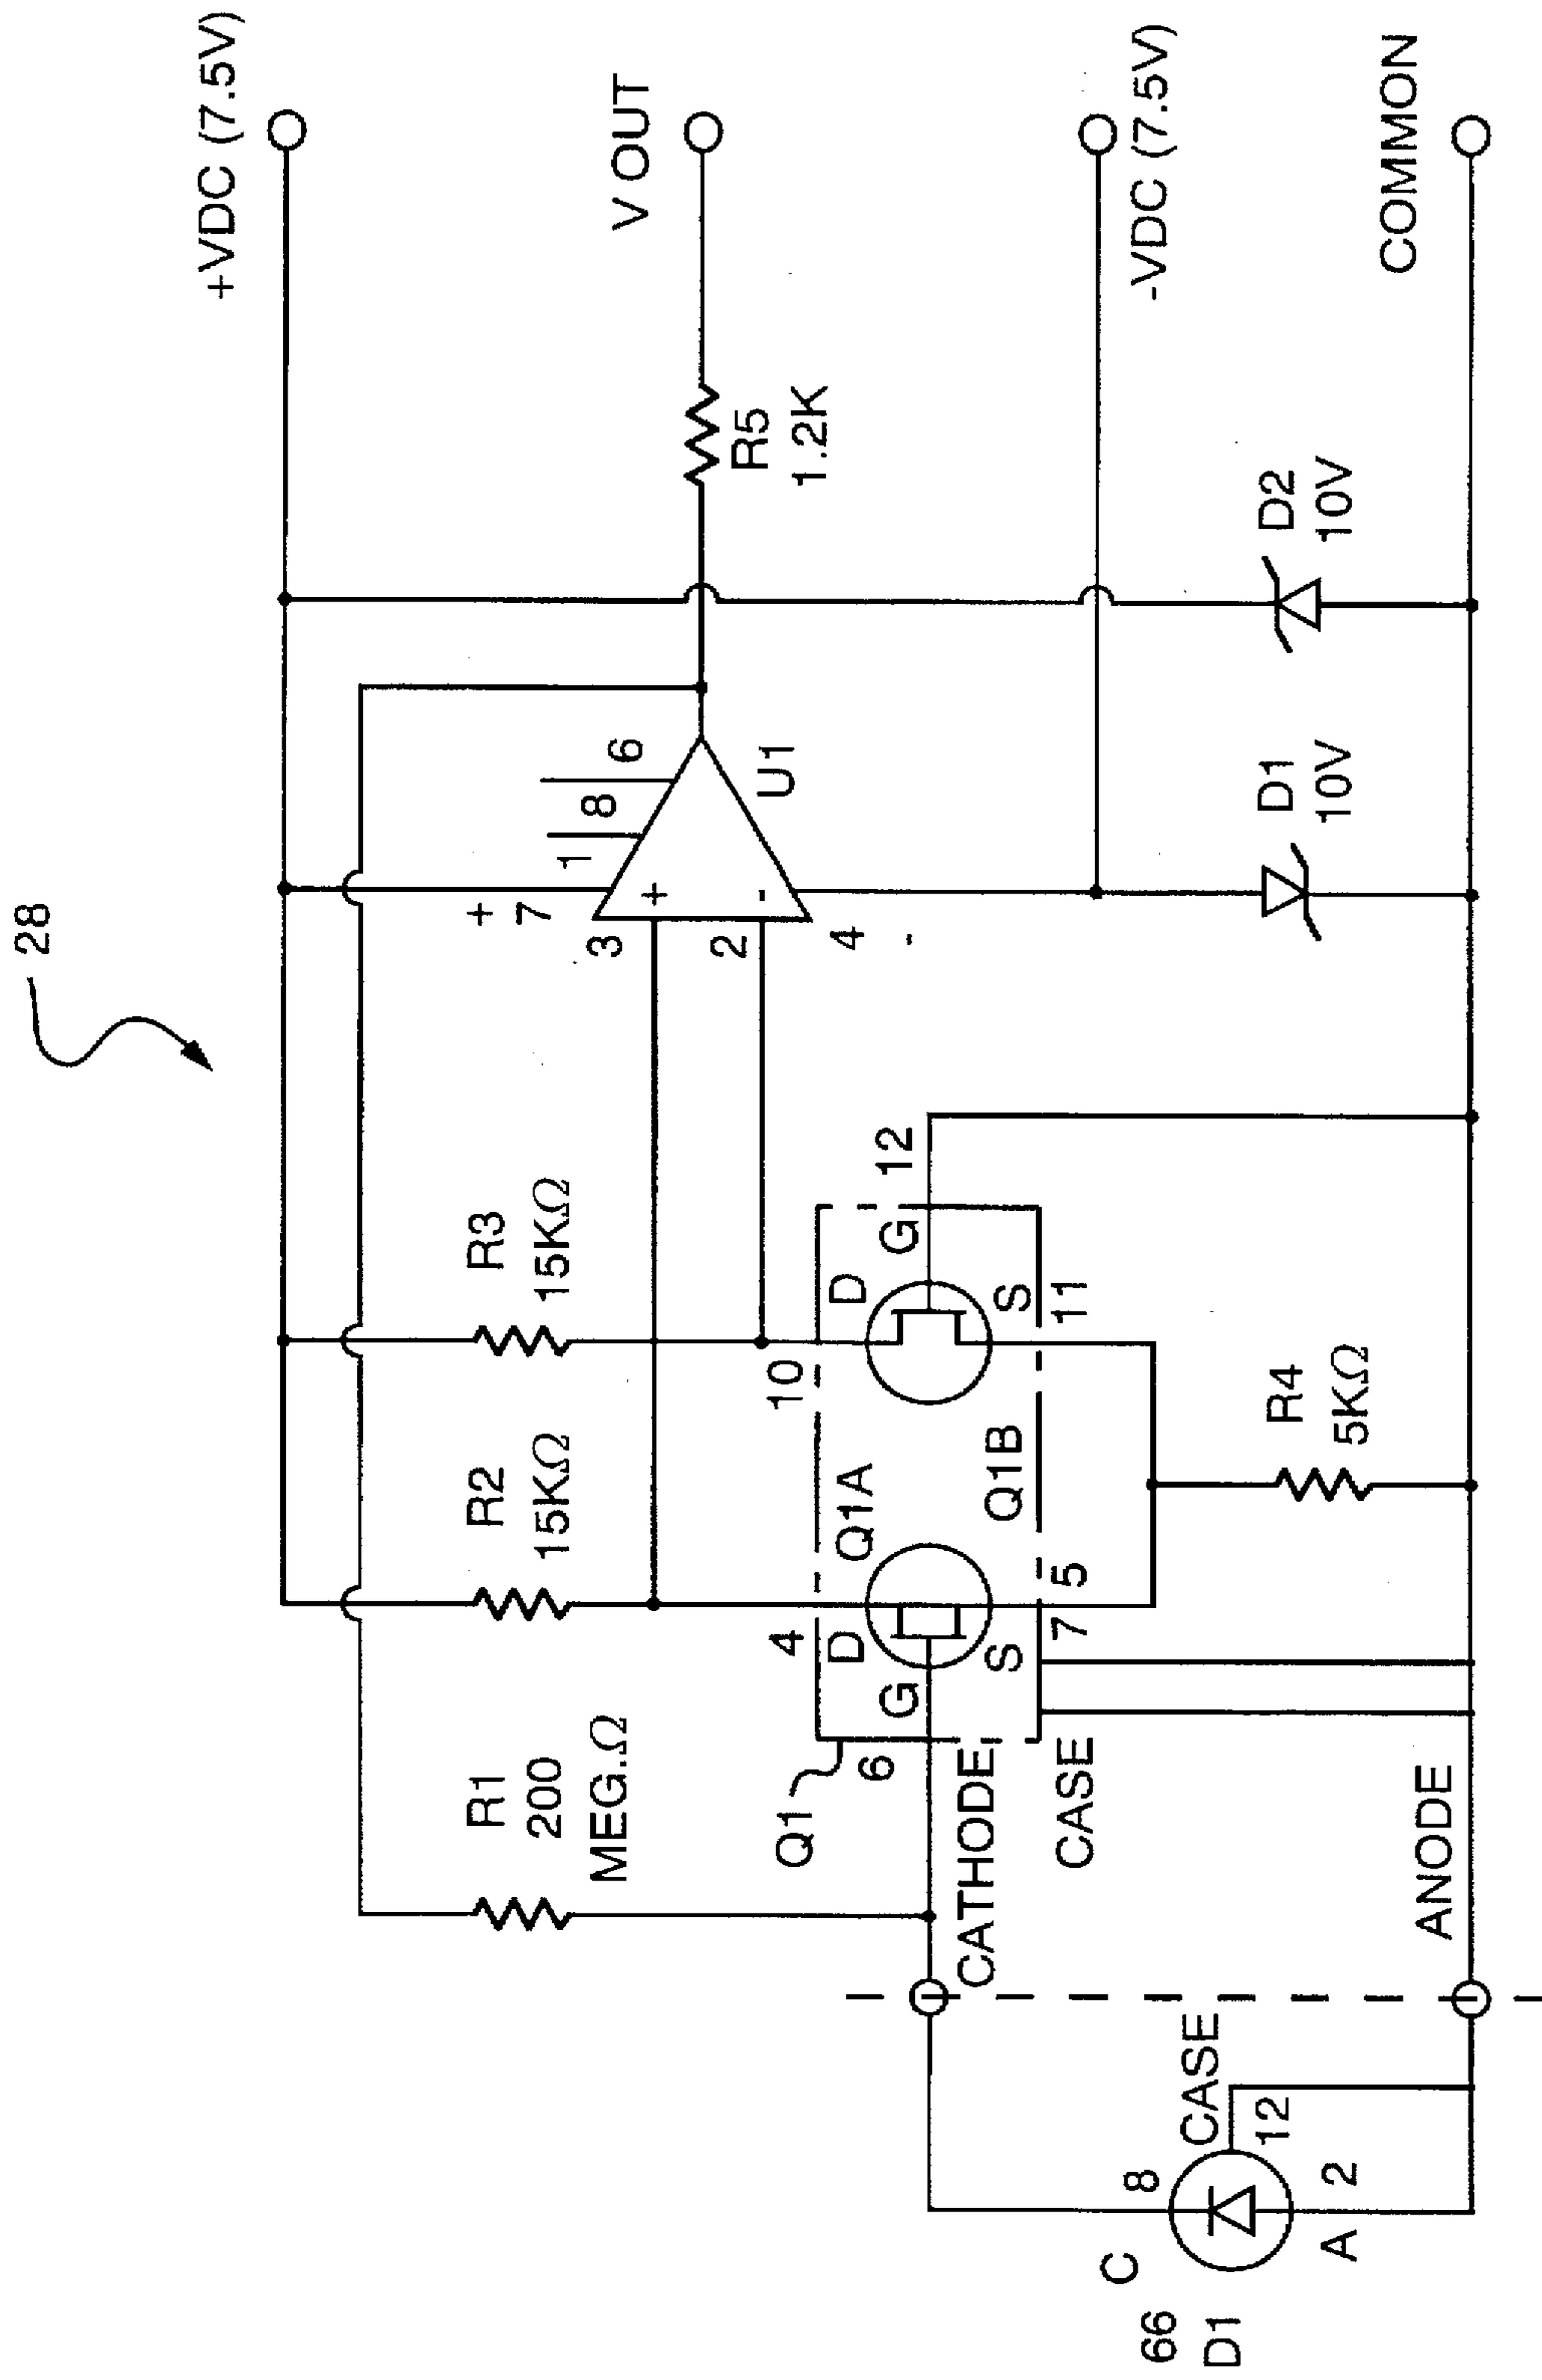 28
+VDC (7.5V)
V OUT
-VDC (7.5V)
COMMON
R1
200
MEG.Ω
R2
15KΩ
R3
15KΩ
+
7
1
8
6
3
+
2
-
4
-
U1
R5
1.2K
D1
10V
D2
10V
Q1
6
4
D
G
Q1A
S
7
5
10
D
G
12
Q1B
S
11
CATHODE
CASE
R4
5KΩ
ANODE
66
D1
C
8
CASE
12
A
2